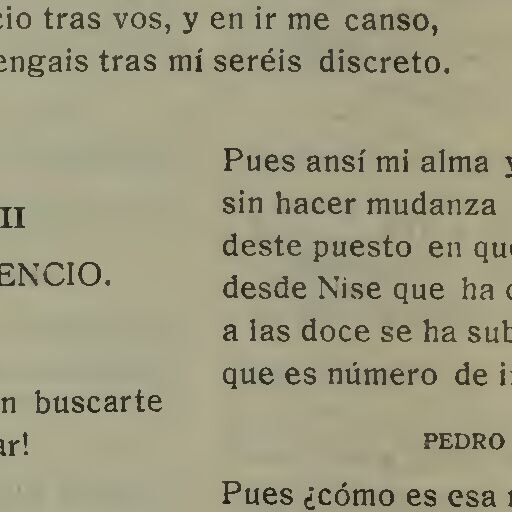 cio tras vos, y en ir me canso,
engais tras mí seréis discreto.
II
ENCIO.
n buscarte
ar!
Pues ansí mi alma y
sin hacer mudanza
deste puesto en que
desde Nise que ha
a las doce se ha sub
que es número de i
PEDRO
Pues ¿cómo es esa